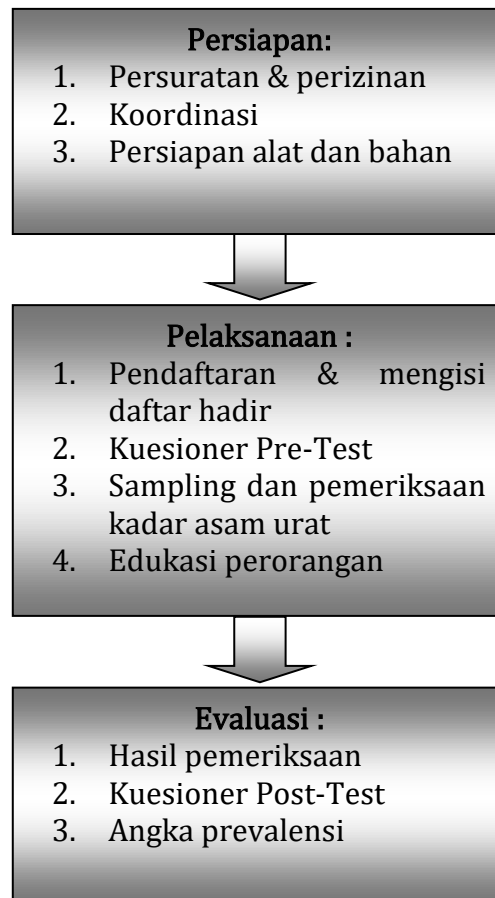 Persiapan:
1. Persuratan & perizinan
2. Koordinasi
3. Persiapan alat dan bahan
Pelaksanaan :
1. Pendaftaran & mengisi
daftar hadir
2. Kuesioner Pre-Test
3. Sampling dan pemeriksaan
kadar asam urat
4. Edukasi perorangan
Evaluasi :
1. Hasil pemeriksaan
2. Kuesioner Post-Test
3. Angka prevalensi